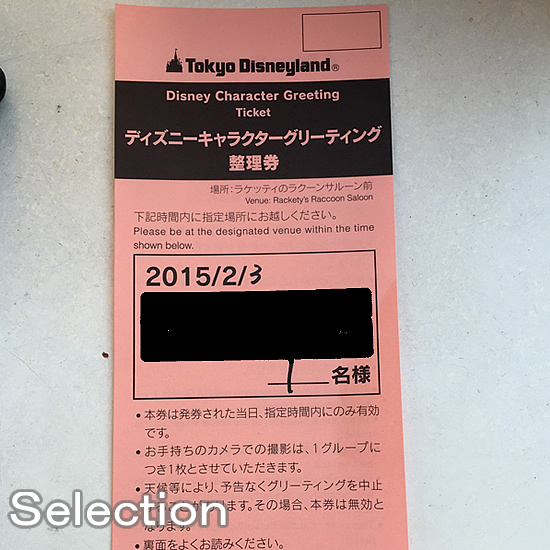 Tokyo Disneyland®
Disney Character Greeting
Ticket
ディズニーキャラクターグリーティング
整理券
場所：ラケッティのラクーンサルーン前
Venue: Rackety's Raccoon Saloon
下記時間内に指定場所にお越しください。
Please be at the designated venue within the time
shown below.
2015/2/3
1 名様
•本券は発券された当日、指定時間内にのみ有効
です。
•お手持ちのカメラでの撮影は、1グループに
つき1枚とさせていただきます。
•天候等により、予告なくグリーティングを中止
ります。その場合、本券は無効と
なります。
•裏面をよくお読みください。
Selection